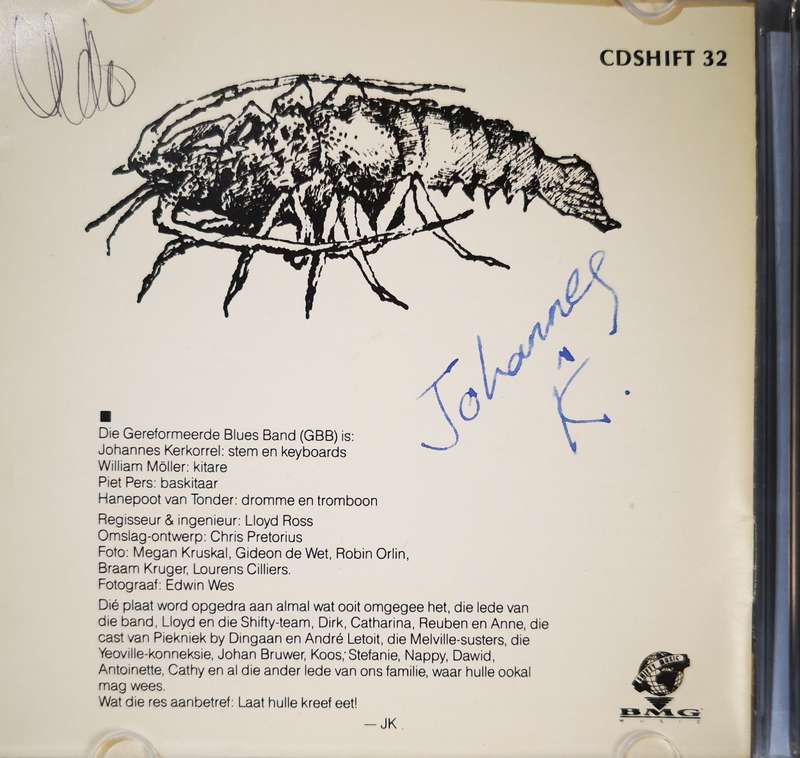 CDSHIFT 32
Johannes
K.
Die Gereformeerde Blues Band (GBB) is:
Johannes Kerkorrel: stem en keyboards
William Möller: kitare
Piet Pers: baskitaar
Hanepoot van Tonder: dromme en tromboon
Regisseur & ingenieur: Lloyd Ross
Omslag-ontwerp: Chris Pretorius
Foto: Megan Kruskal, Gideon de Wet, Robin Orlin,
Braam Kruger, Lourens Cilliers.
Fotograaf: Edwin Wes
Dié plaat word opgedra aan almal wat ooit omgegee het, die lede van
die band, Lloyd en die Shifty-team, Dirk, Catharina, Reuben en Anne, die
cast van Piekniek by Dingaan en André Letoit, die Melville-susters, die
Yeoville-konneksie, Johan Bruwer, Koos, Stefanie, Nappy, Dawid,
Antoinette, Cathy en al die ander lede van ons familie, waar hulle ookal
mag wees.
Wat die res aanbetref: Laat hulle kreef eet!
— JK
BMG